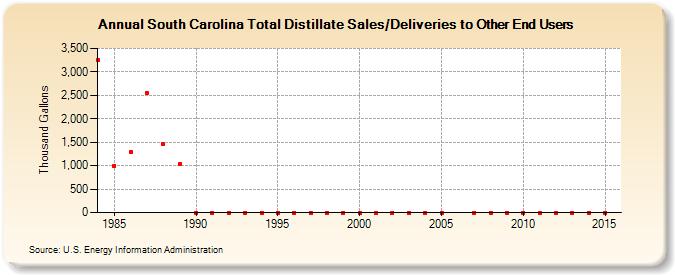 Annual South Carolina Total Distillate Sales/Deliveries to Other End Users
Thousand Gallons
3,500
3,000
2,500
2,000
1,500
1,000
500
0
1985 1990 1995 2000 2005 2010 2015
Source: U.S. Energy Information Administration